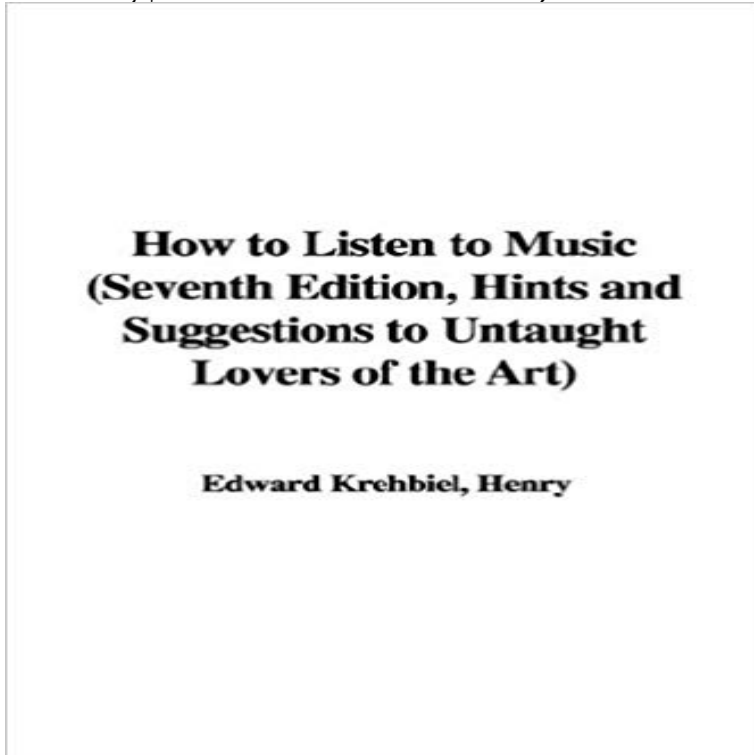 How to Listen to Music
(Seventh Edition, Hints and
Suggestions to Untaught
Lovers of the Art)
Edward Krehbiel, Henry